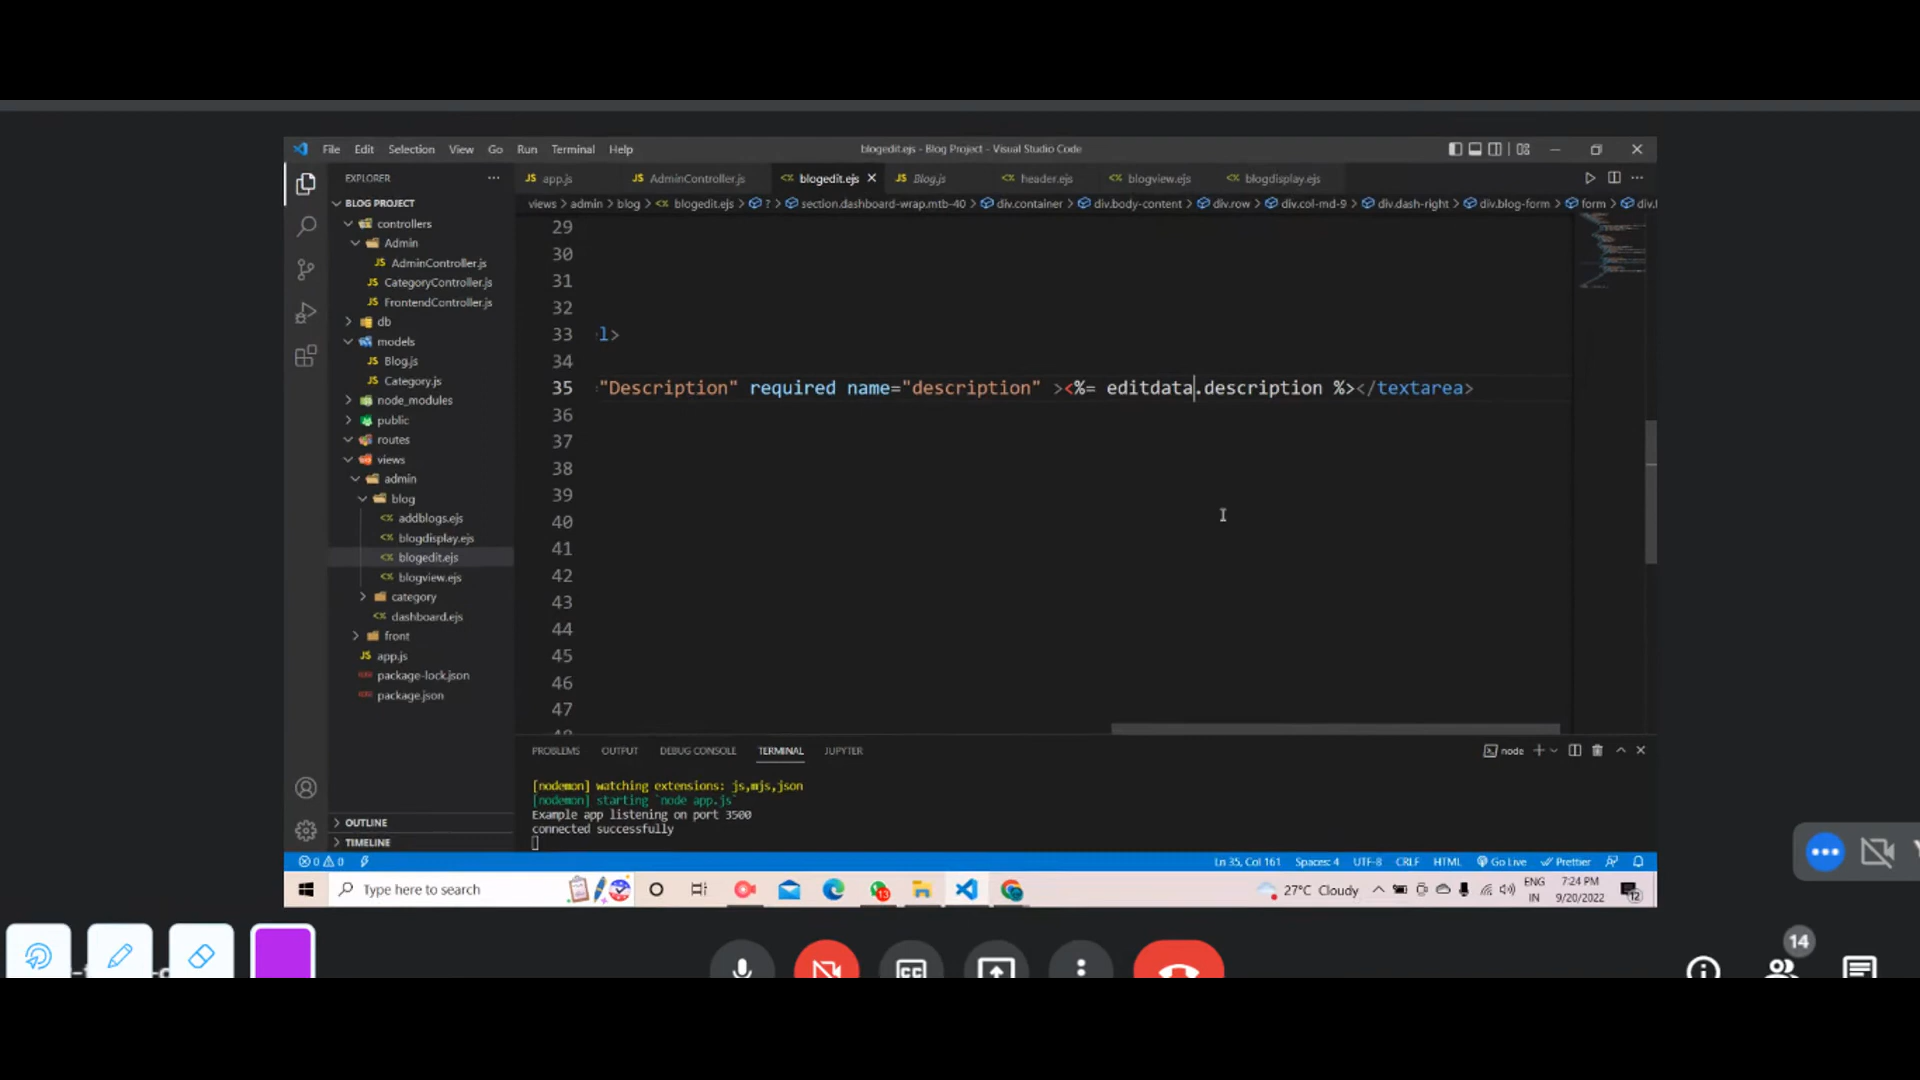 File Edit Selection View Go Run Terminal Help
blogedit.ejs - Blog Project - Visual Studio Code
EXPLORER
BLOG PROJECT
controllers
Admin
AdminController.js
CategoryController.js
FrontendController.js
db
models
Blog.js
Category.js
node_modules
public
routes
views
admin
blog
addblogs.ejs
blogdisplay.ejs
blogedit.ejs
blogview.ejs
category
dashboard.ejs
front
app.js
package-lock.json
package.json
OUTLINE
TIMELINE
app.js AdminController.js blogedit.ejs Blog.js header.ejs blogview.ejs blogdisplay.ejs
views > admin > blog > blogedit.ejs > ? > section.dashboard-wrap.mtb-40 > div.container > div.body-content > div.row > div.col-md-9 > div.dash-right > div.blog-form > form > div.f
29
30
31
32
33 l>
34
35 ="Description" required name="description" ><%= editdata.description %></textarea>
36
37
38
39
40
41
42
43
44
45
46
47
PROBLEMS OUTPUT DEBUG CONSOLE TERMINAL JUPYTER
node
[nodemon] watching extensions: js,mjs,json
[nodemon] starting `node app.js`
Example app listening on port 3500
connected successfully
0 0
Ln 35, Col 161 Spaces: 4 UTF-8 CRLF HTML Go Live Prettier
Type here to search
13
27°C Cloudy
ENG
IN
7:24 PM
9/20/2022
12
CC
14